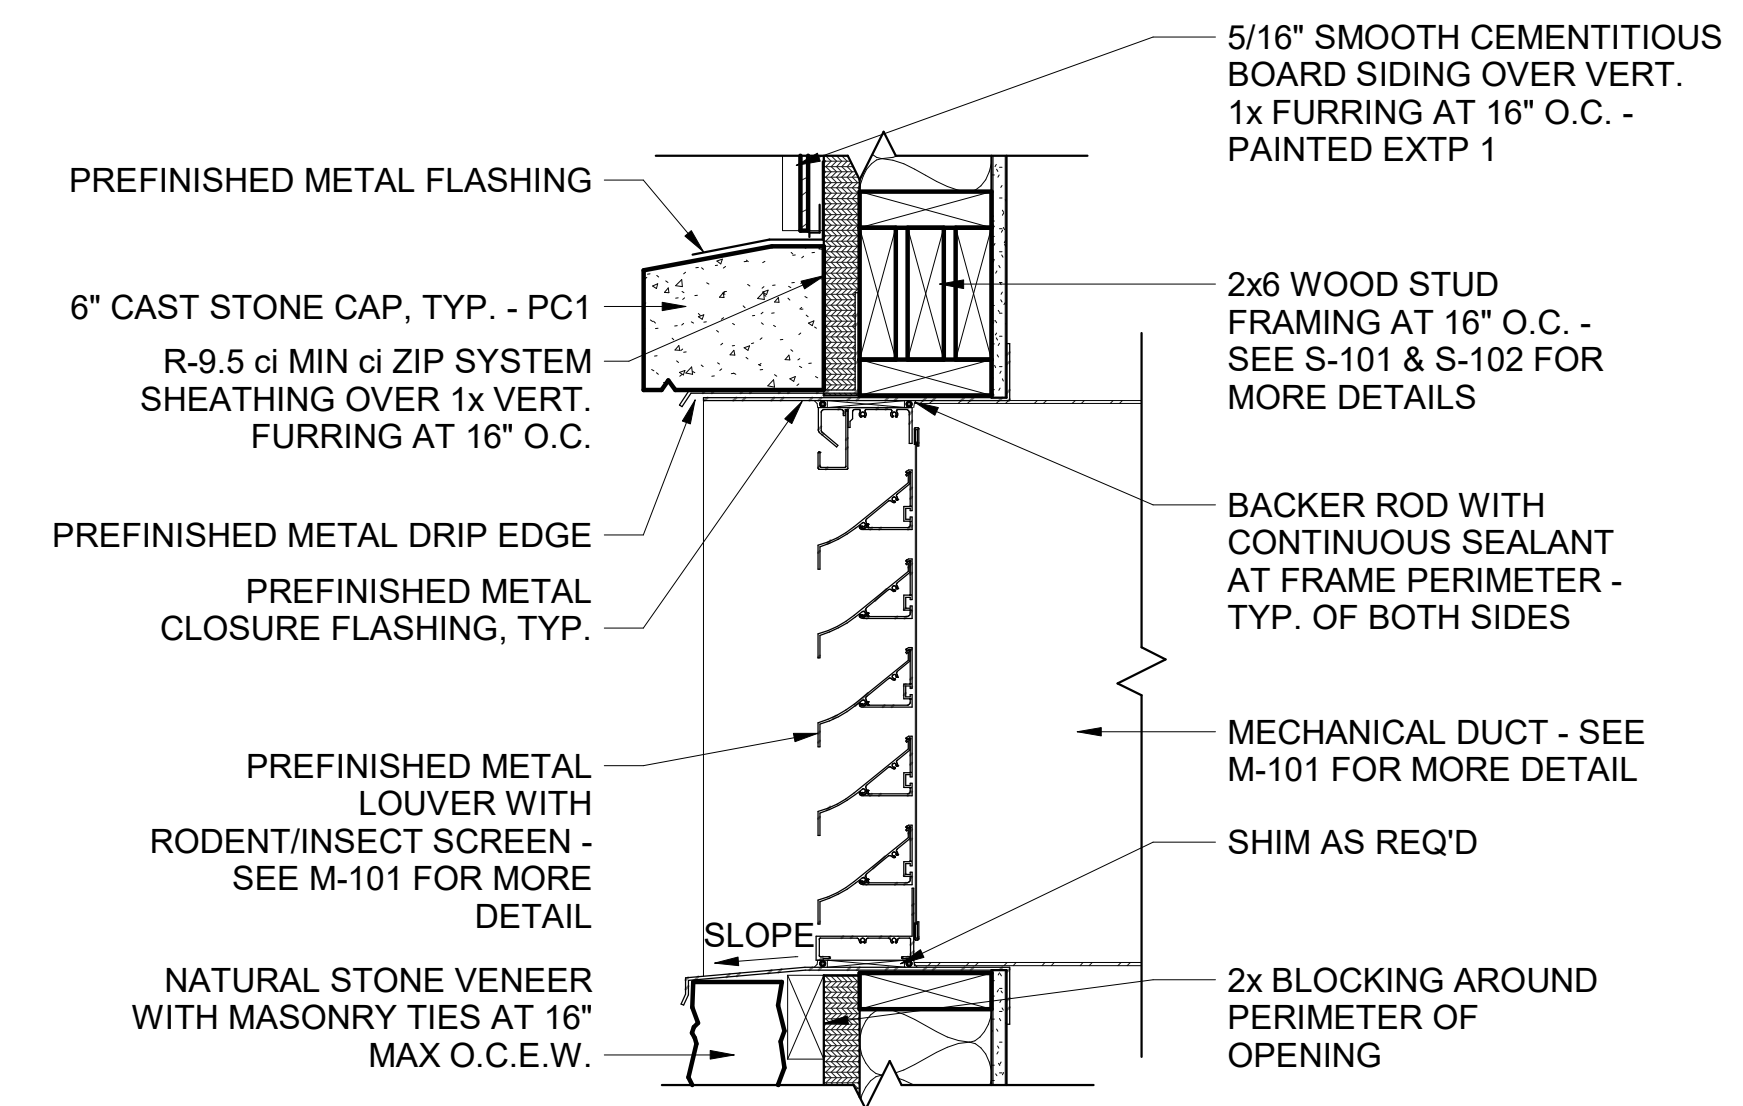 PREFINISHED METAL FLASHING
6" CAST STONE CAP, TYP. - PC1
R-9.5 ci MIN ci ZIP SYSTEM
SHEATHING OVER 1x VERT.
FURRING AT 16" O.C.
PREFINISHED METAL DRIP EDGE
PREFINISHED METAL
CLOSURE FLASHING, TYP.
PREFINISHED METAL
LOUVER WITH
RODENT/INSECT SCREEN -
SEE M-101 FOR MORE
DETAIL
SLOPE
NATURAL STONE VENEER
WITH MASONRY TIES AT 16"
MAX O.C.E.W.
5/16" SMOOTH CEMENTITIOUS
BOARD SIDING OVER VERT.
1x FURRING AT 16" O.C. -
PAINTED EXTP 1
2x6 WOOD STUD
FRAMING AT 16" O.C. -
SEE S-101 & S-102 FOR
MORE DETAILS
BACKER ROD WITH
CONTINUOUS SEALANT
AT FRAME PERIMETER -
TYP. OF BOTH SIDES
MECHANICAL DUCT - SEE
M-101 FOR MORE DETAIL
SHIM AS REQ'D
2x BLOCKING AROUND
PERIMETER OF
OPENING